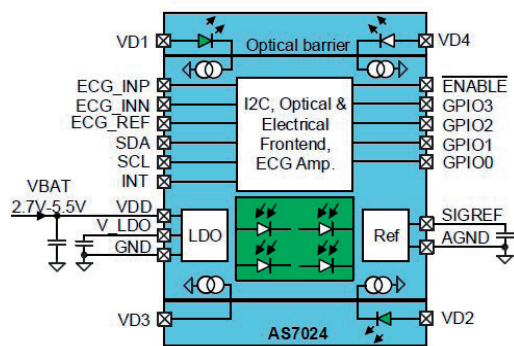 VD1
Optical barrier
VD4
ECG_INP
ECG_INN
ECG_REF
SDA
SCL
INT
I2C, Optical &
Electrical
Frontend,
ECG Amp.
ENABLE
GPIO3
GPIO2
GPIO1
GPIO0
VBAT
2.7V-5.5V
VDD
V_LDO
GND
LDO
Ref
SIGREF
AGND
VD3
AS7024
VD2